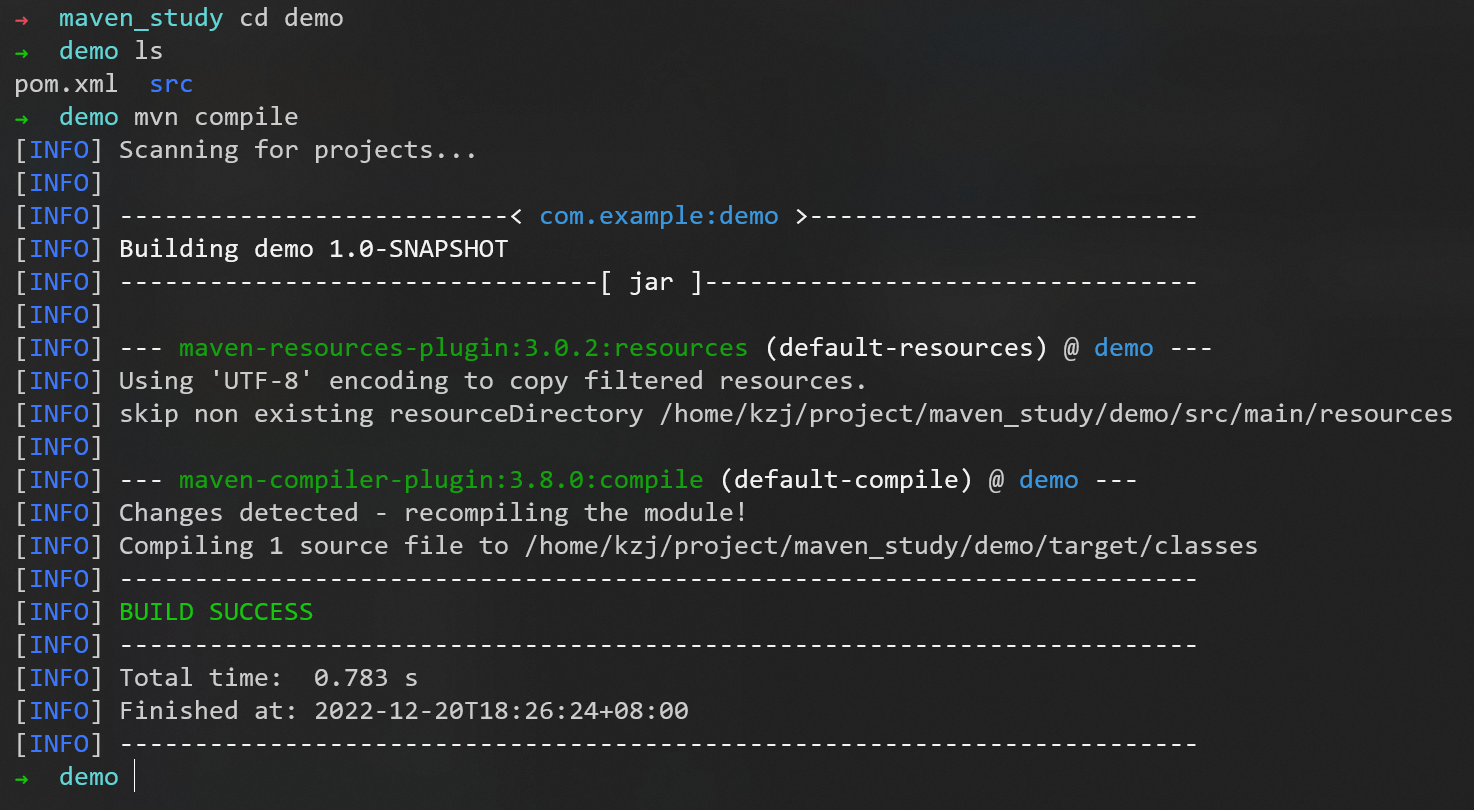 →  maven_study cd demo
→  demo ls
pom.xml  src
→  demo mvn compile
[INFO] Scanning for projects...
[INFO]
[INFO] --------------------------< com.example:demo >--------------------------
[INFO] Building demo 1.0-SNAPSHOT
[INFO] --------------------------------[ jar ]---------------------------------
[INFO]
[INFO] --- maven-resources-plugin:3.0.2:resources (default-resources) @ demo ---
[INFO] Using 'UTF-8' encoding to copy filtered resources.
[INFO] skip non existing resourceDirectory /home/kzj/project/maven_study/demo/src/main/resources
[INFO]
[INFO] --- maven-compiler-plugin:3.8.0:compile (default-compile) @ demo ---
[INFO] Changes detected - recompiling the module!
[INFO] Compiling 1 source file to /home/kzj/project/maven_study/demo/target/classes
[INFO] ------------------------------------------------------------------------
[INFO] BUILD SUCCESS
[INFO] ------------------------------------------------------------------------
[INFO] Total time:  0.783 s
[INFO] Finished at: 2022-12-20T18:26:24+08:00
[INFO] ------------------------------------------------------------------------
→  demo